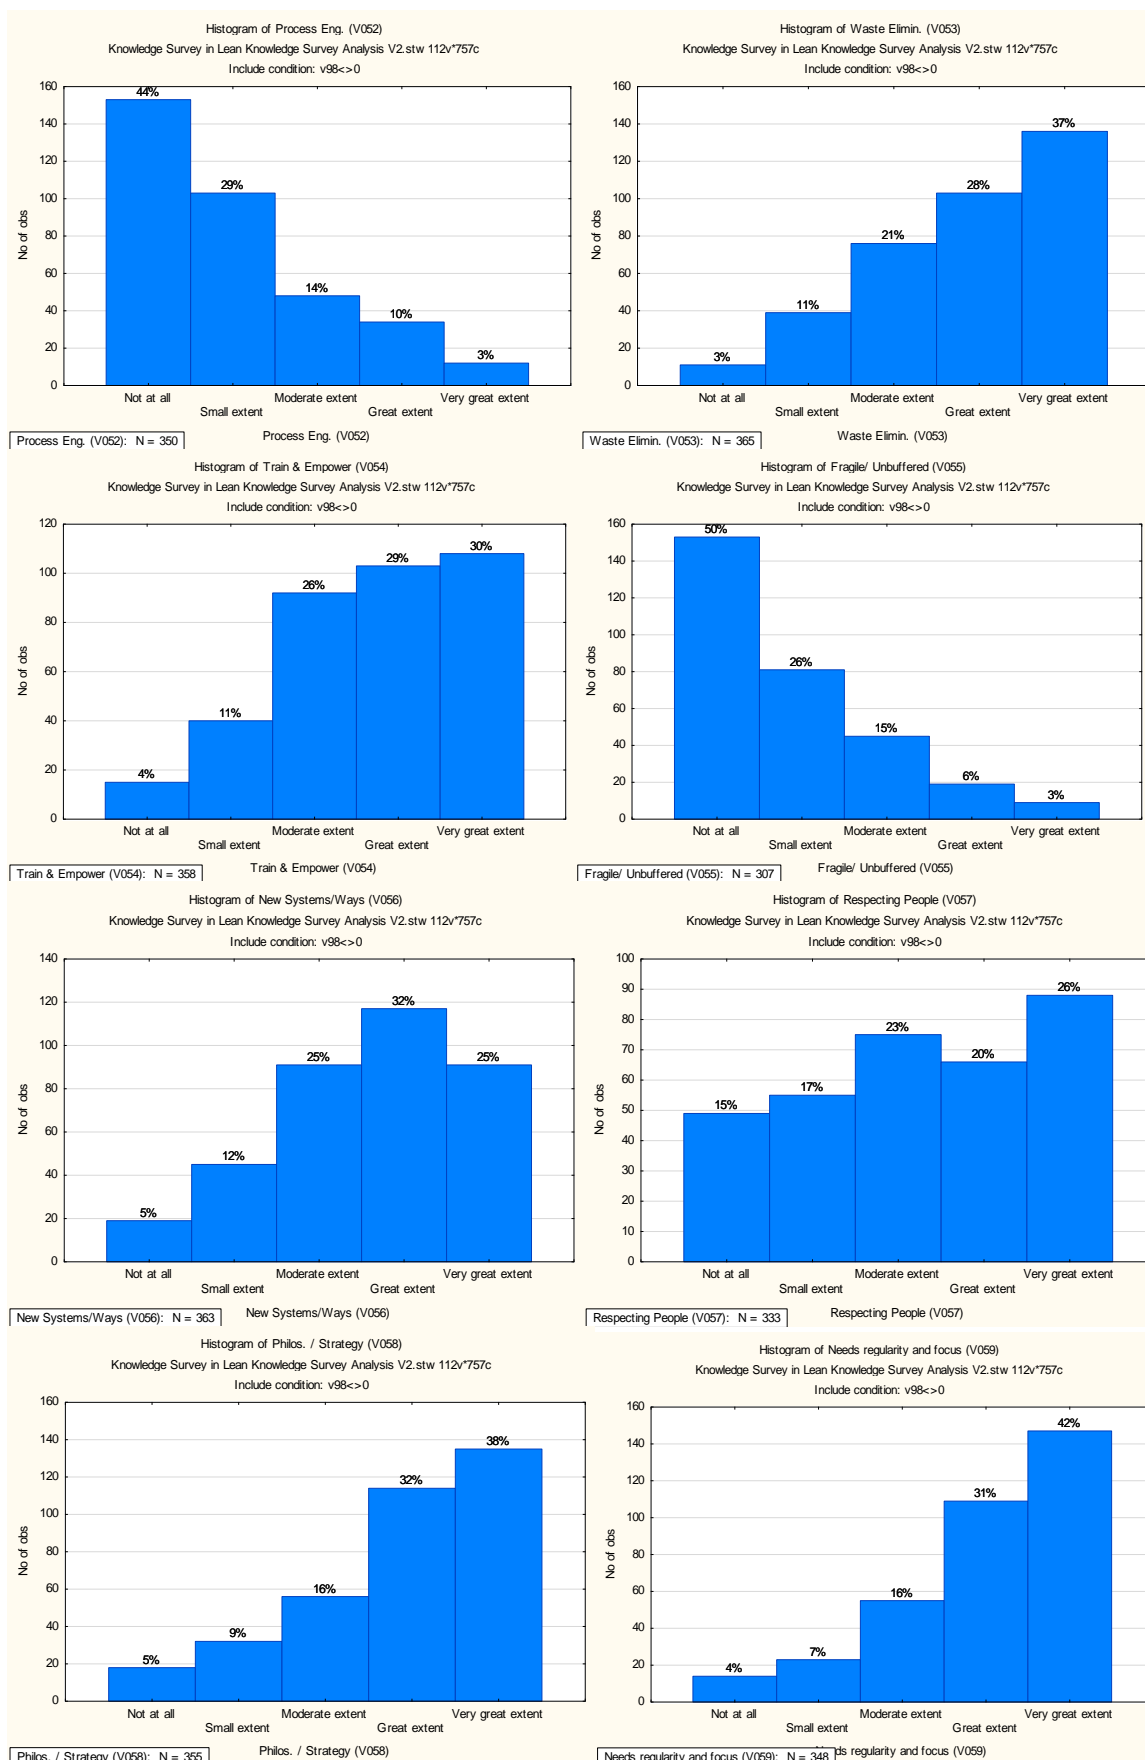 Histogram of Process Eng. (V052)
Knowledge Survey in Lean Knowledge Survey Analysis V2.stw 112v*757c
Include condition: v98<>0
160
140
120
100
80
60
40
20
0
No of obs
44%
29%
14%
10%
3%
Not at all
Small extent
Moderate extent
Great extent
Very great extent
Process Eng. (V052)
Process Eng. (V052): N = 350
Histogram of Waste Elimin. (V053)
Knowledge Survey in Lean Knowledge Survey Analysis V2.stw 112v*757c
Include condition: v98<>0
160
140
120
100
80
60
40
20
0
No of obs
3%
11%
21%
28%
37%
Not at all
Small extent
Moderate extent
Great extent
Very great extent
Waste Elimin. (V053)
Waste Elimin. (V053): N = 365
Histogram of Train & Empower (V054)
Knowledge Survey in Lean Knowledge Survey Analysis V2.stw 112v*757c
Include condition: v98<>0
120
100
80
60
40
20
0
No of obs
4%
11%
26%
29%
30%
Not at all
Small extent
Moderate extent
Great extent
Very great extent
Train & Empower (V054)
Train & Empower (V054): N = 358
Histogram of Fragile/ Unbuffered (V055)
Knowledge Survey in Lean Knowledge Survey Analysis V2.stw 112v*757c
Include condition: v98<>0
160
140
120
100
80
60
40
20
0
No of obs
50%
26%
15%
6%
3%
Not at all
Small extent
Moderate extent
Great extent
Very great extent
Fragile/ Unbuffered (V055)
Fragile/ Unbuffered (V055): N = 307
Histogram of New Systems/Ways (V056)
Knowledge Survey in Lean Knowledge Survey Analysis V2.stw 112v*757c
Include condition: v98<>0
140
120
100
80
60
40
20
0
No of obs
5%
12%
25%
32%
25%
Not at all
Small extent
Moderate extent
Great extent
Very great extent
New Systems/Ways (V056)
New Systems/Ways (V056): N = 363
Histogram of Respecting People (V057)
Knowledge Survey in Lean Knowledge Survey Analysis V2.stw 112v*757c
Include condition: v98<>0
100
90
80
70
60
50
40
30
20
10
0
No of obs
15%
17%
23%
20%
26%
Not at all
Small extent
Moderate extent
Great extent
Very great extent
Respecting People (V057)
Respecting People (V057): N = 333
Histogram of Philos. / Strategy (V058)
Knowledge Survey in Lean Knowledge Survey Analysis V2.stw 112v*757c
Include condition: v98<>0
160
140
120
100
80
60
40
20
0
No of obs
5%
9%
16%
32%
38%
Not at all
Small extent
Moderate extent
Great extent
Very great extent
Philos. / Strategy (V058)
Philos. / Strategy (V058): N = 355
Histogram of Needs regularity and focus (V059)
Knowledge Survey in Lean Knowledge Survey Analysis V2.stw 112v*757c
Include condition: v98<>0
160
140
120
100
80
60
40
20
0
No of obs
4%
7%
16%
31%
42%
Not at all
Small extent
Moderate extent
Great extent
Very great extent
regularity and focus (V059)
Needs regularity and focus (V059): N = 348